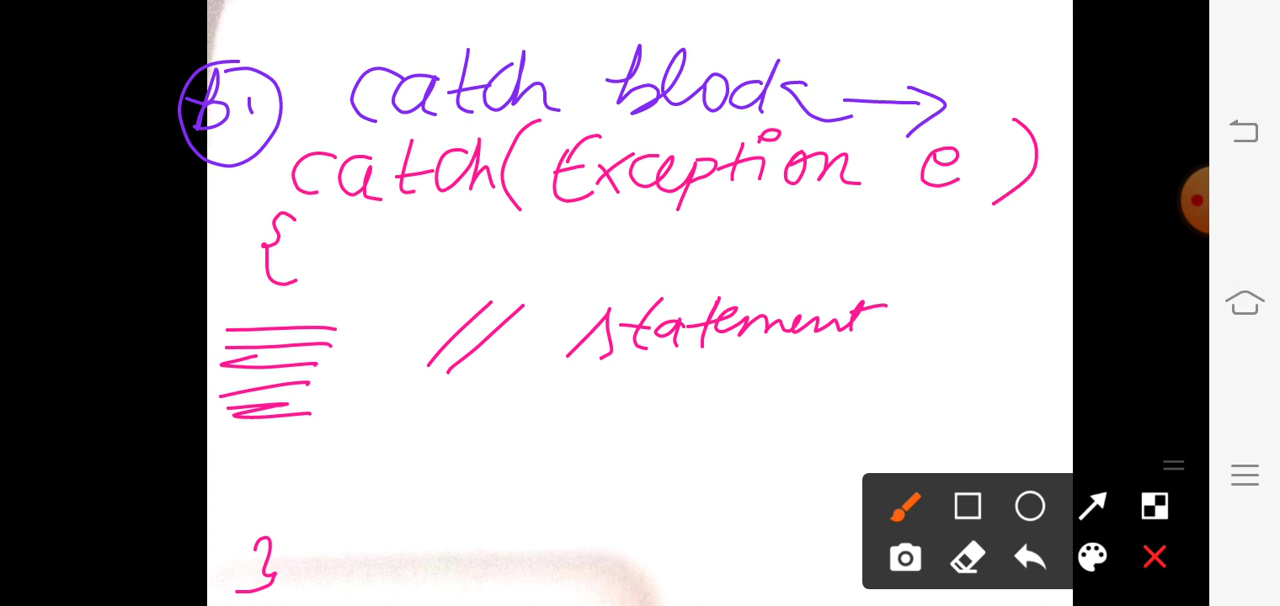 b. catch block →
catch(Exception e)
{
// statement
}